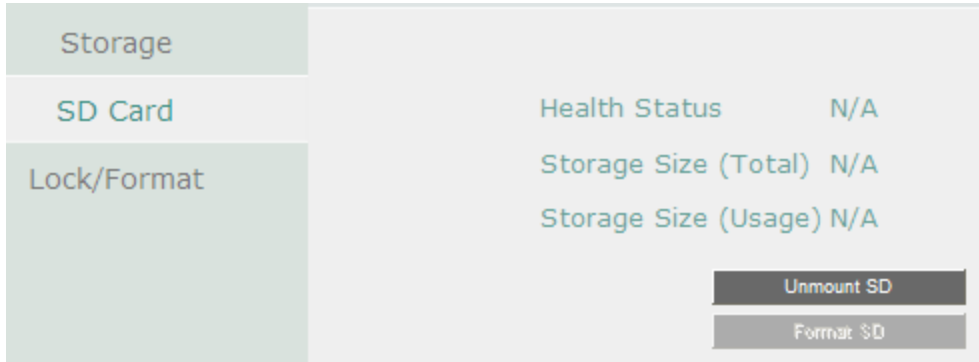 Storage
SD Card
Lock/Format
Health Status N/A
Storage Size (Total) N/A
Storage Size (Usage) N/A
Unmount SD
Format SD